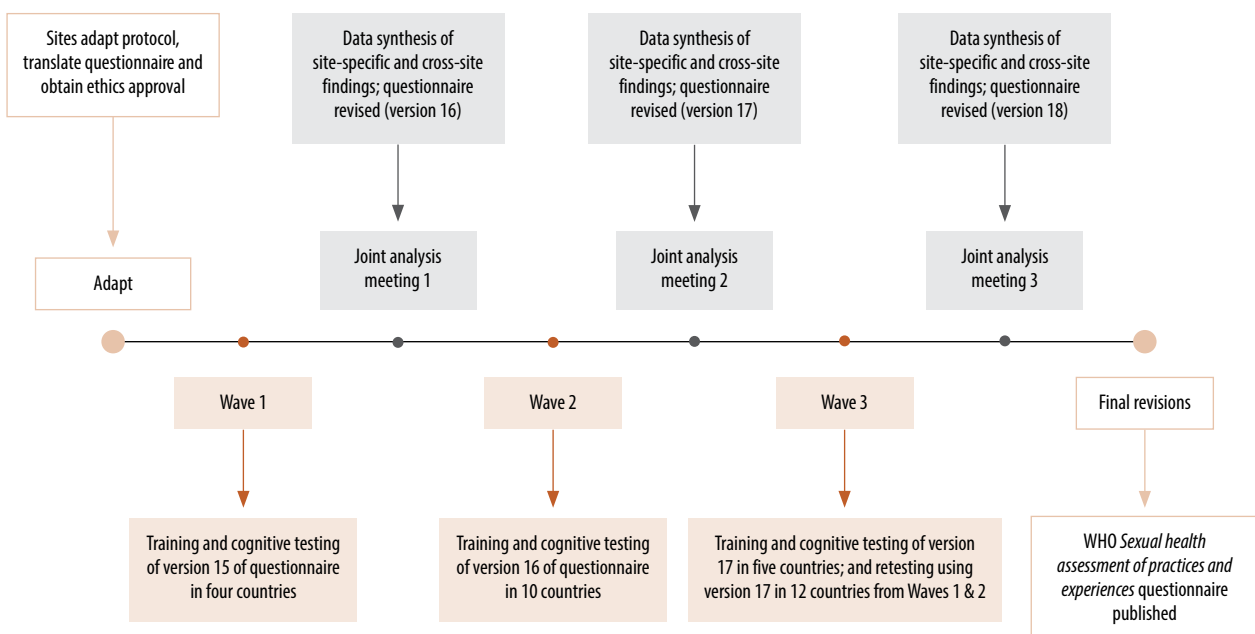 Sites adapt protocol,
translate questionnaire and
obtain ethics approval
Data synthesis of
site-specific and cross-site
findings; questionnaire
revised (version 16)
Data synthesis of
site-specific and cross-site
findings; questionnaire
revised (version 17)
Data synthesis of
site-specific and cross-site
findings; questionnaire
revised (version 18)
Adapt
Joint analysis
meeting 1
Joint analysis
meeting 2
Joint analysis
meeting 3
Wave 1
Wave 2
Wave 3
Final revisions
Training and cognitive testing
of version 15 of questionnaire
in four countries
Training and cognitive testing
of version 16 of questionnaire
in 10 countries
Training and cognitive testing of version
17 in five countries; and retesting using
version 17 in 12 countries from Waves 1 & 2
WHO Sexual health
assessment of practices and
experiences questionnaire
published